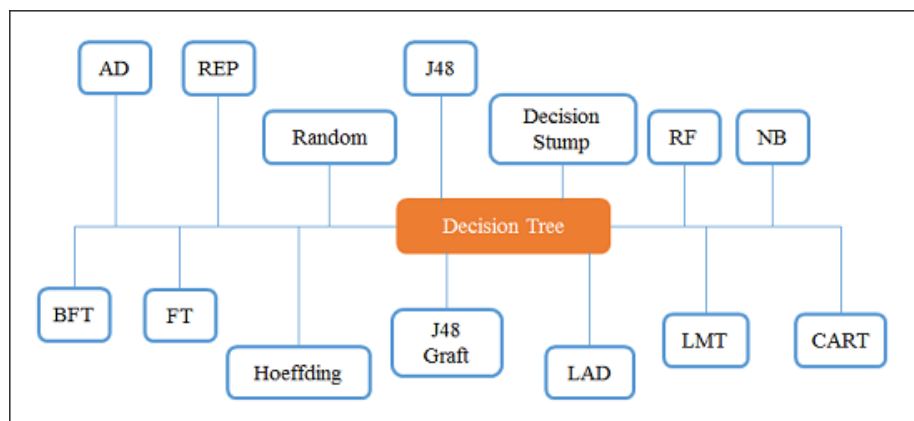 AD
REP
J48
Random
Decision
Stump
RF
NB
Decision Tree
BFT
FT
Hoeffding
J48
Graft
LAD
LMT
CART